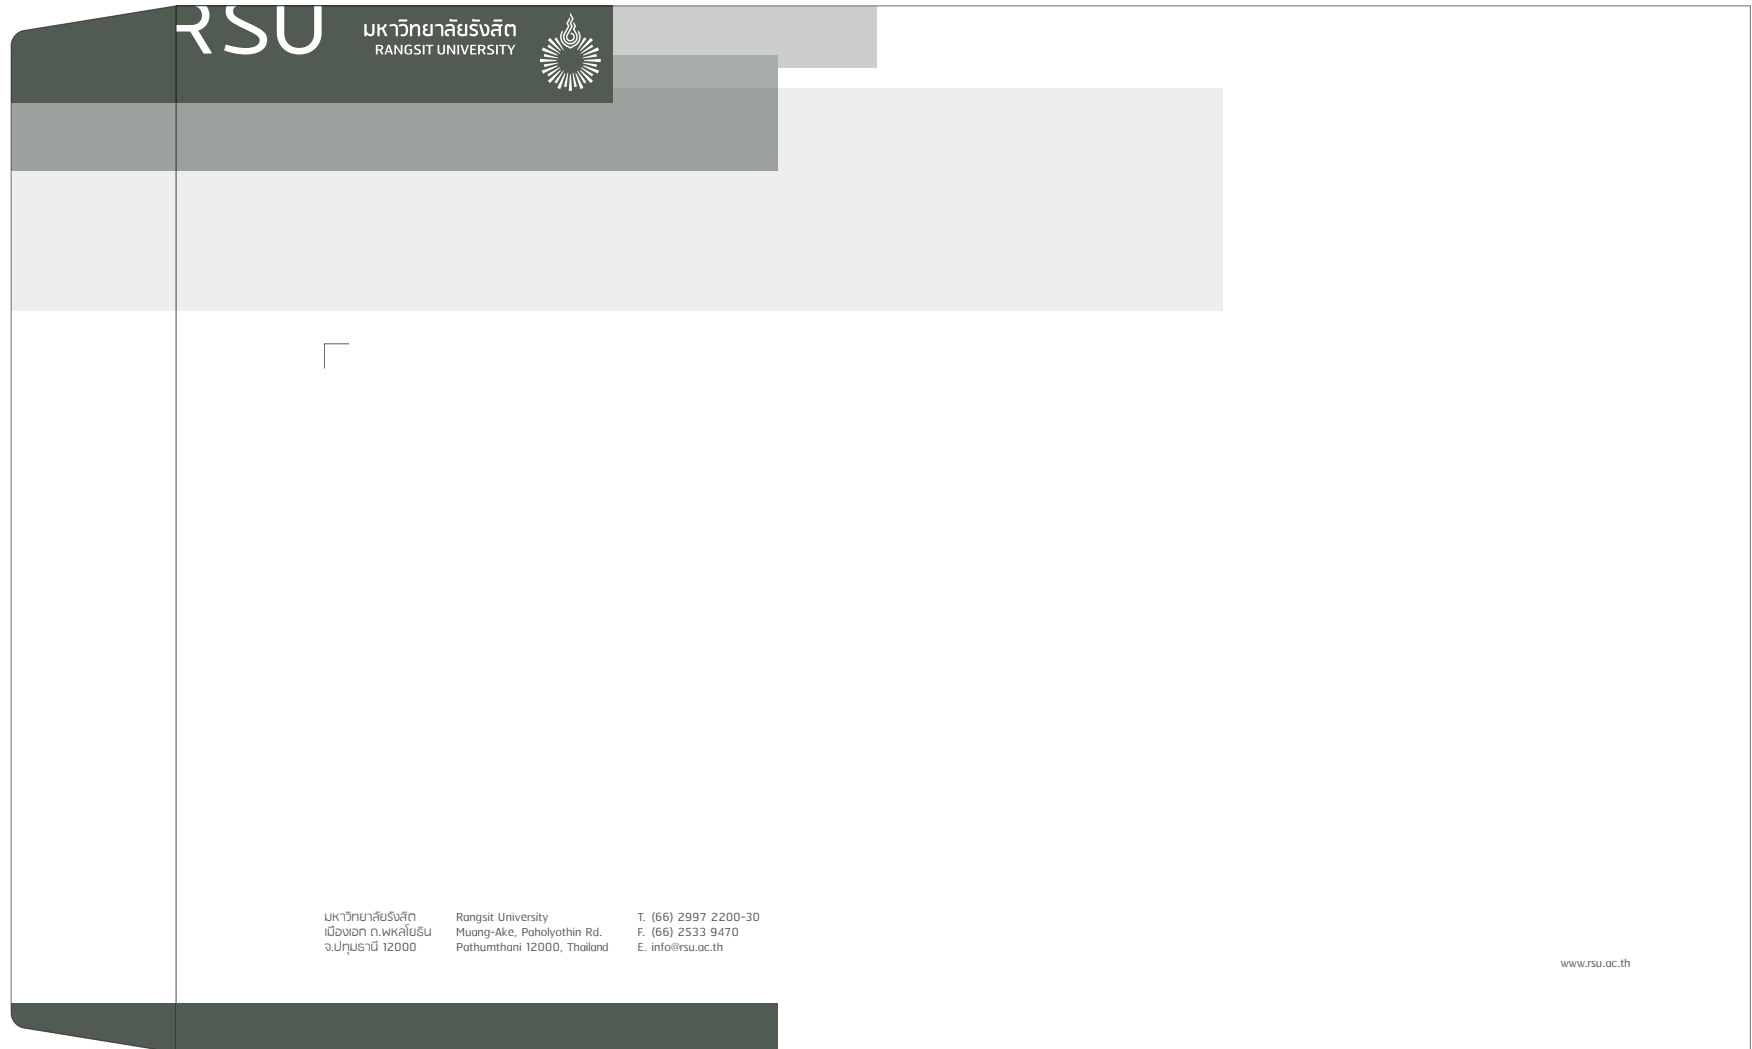 RSU
มหาวิทยาลัยรังสิต
RANGSIT UNIVERSITY
มหาวิทยาลัยรังสิต
เมืองเอก ถ.พหลโยธิน
จ.ปทุมธานี 12000
Rangsit University
Muang-Ake, Paholyothin Rd.
Pathumthani 12000, Thailand
T. (66) 2997 2200-30
F. (66) 2533 9470
E. info@rsu.ac.th
www.rsu.ac.th